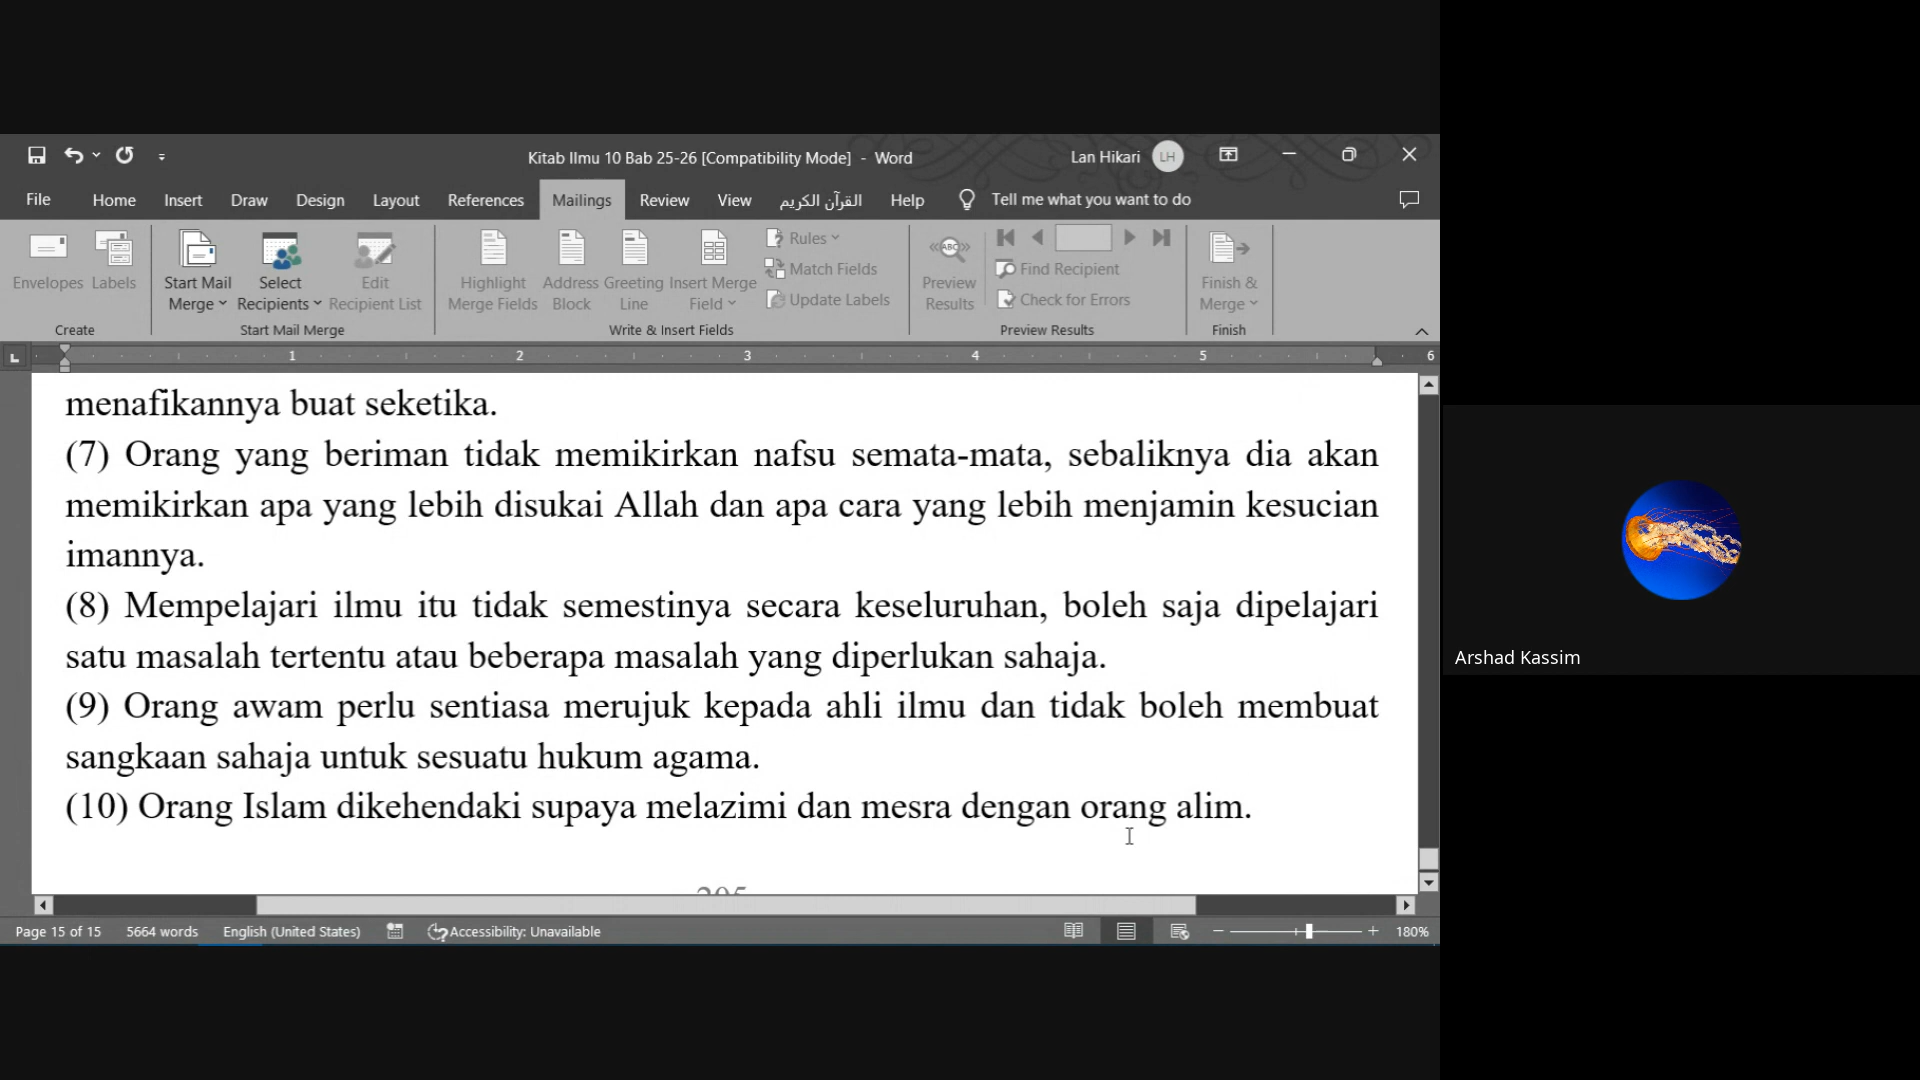 Kitab Ilmu 10 Bab 25-26 [Compatibility Mode] - Word
Lan Hikari
LH
File Home Insert Draw Design Layout References Mailings Review View القرآن الكريم Help Tell me what you want to do
Envelopes
Labels
Create
Start Mail
Merge
Select
Recipients
Edit
Recipient List
Start Mail Merge
Highlight
Merge Fields
Address
Block
Greeting
Line
Insert Merge
Field
Rules
Match Fields
Update Labels
Write & Insert Fields
ABC
Preview
Results
Find Recipient
Check for Errors
Preview Results
Finish &
Merge
Finish
L
1 2 3 4 5 6
menafikannya buat seketika.
(7) Orang yang beriman tidak memikirkan nafsu semata-mata, sebaliknya dia akan
memikirkan apa yang lebih disukai Allah dan apa cara yang lebih menjamin kesucian
imannya.
(8) Mempelajari ilmu itu tidak semestinya secara keseluruhan, boleh saja dipelajari
satu masalah tertentu atau beberapa masalah yang diperlukan sahaja.
(9) Orang awam perlu sentiasa merujuk kepada ahli ilmu dan tidak boleh membuat
sangkaan sahaja untuk sesuatu hukum agama.
(10) Orang Islam dikehendaki supaya melazimi dan mesra dengan orang alim.
Page 15 of 15 5664 words English (United States) Accessibility: Unavailable 180%
Arshad Kassim